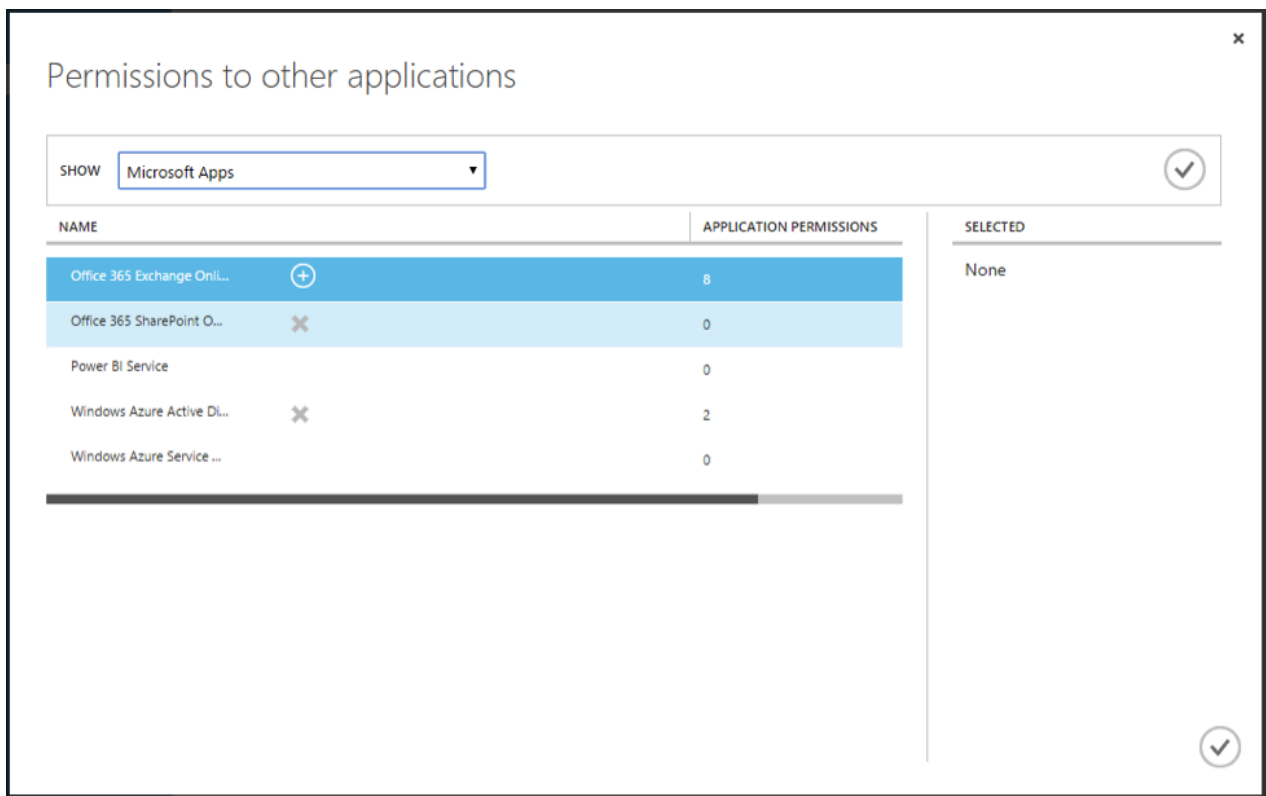 Permissions to other applications
SHOW Microsoft Apps
NAME APPLICATION PERMISSIONS SELECTED
Office 365 Exchange Onli... 8 None
Office 365 SharePoint O... 0
Power BI Service 0
Windows Azure Active Di... 2
Windows Azure Service ... 0